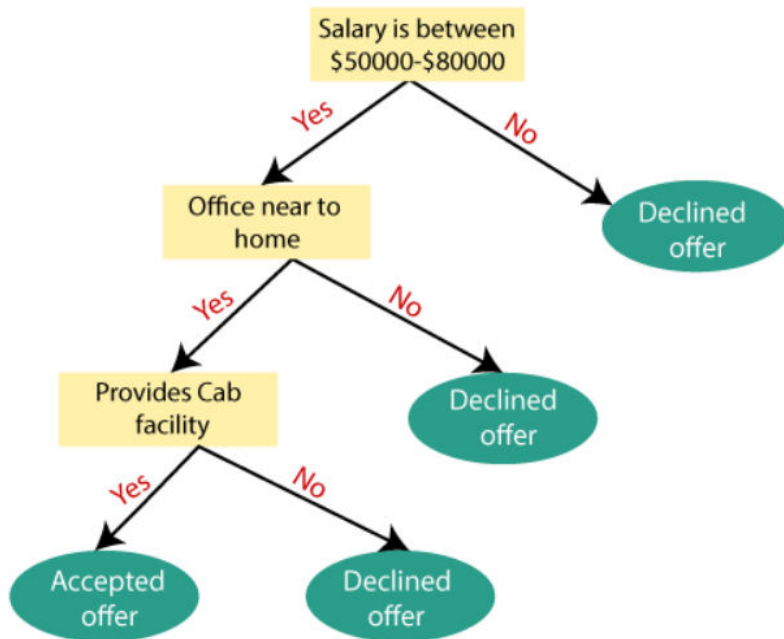 Salary is between
$50000-$80000
Yes
No
Office near to
home
Declined
offer
Yes
No
Provides Cab
facility
Declined
offer
Yes
No
Accepted
offer
Declined
offer